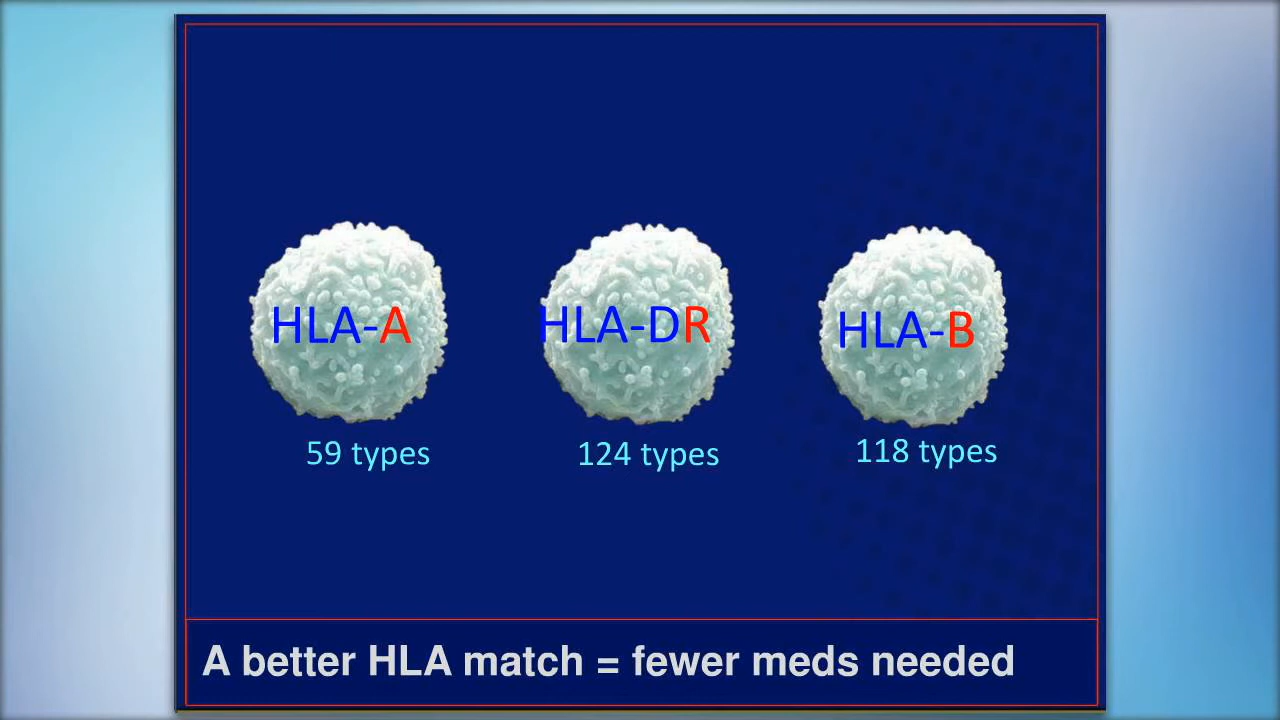 HLA-A
HLA-DR
HLA-B
59 types
124 types
118 types
A better HLA match = fewer meds needed